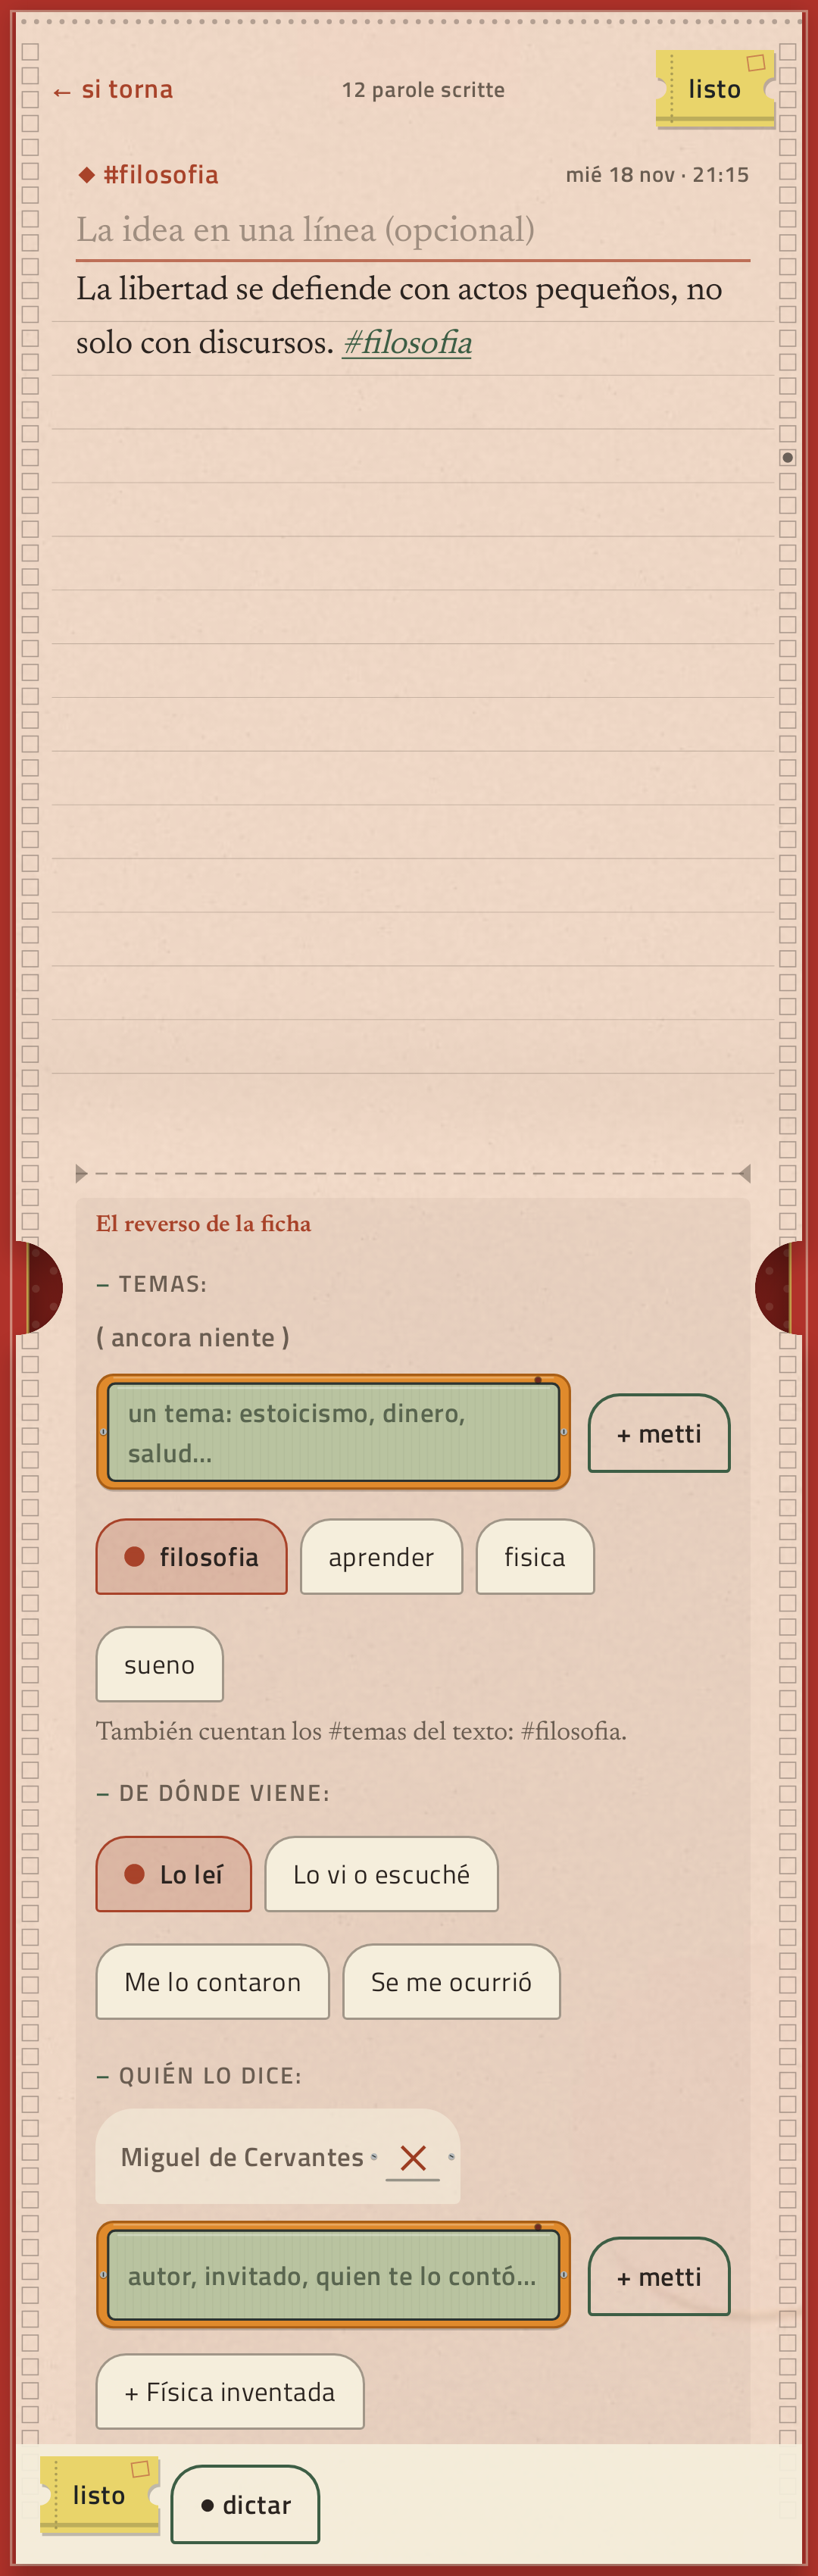 ← si torna
12 parole scritte
listo
◆ #filosofia
mié 18 nov · 21:15
La idea en una línea (opcional)
La libertad se defiende con actos pequeños, no
solo con discursos. #filosofia
El reverso de la ficha
– TEMAS:
( ancora niente )
un tema: estoicismo, dinero,
salud...
+ metti
filosofia
aprender
fisica
sueno
También cuentan los #temas del texto: #filosofia.
– DE DÓNDE VIENE:
Lo leí
Lo vi o escuché
Me lo contaron
Se me ocurrió
– QUIÉN LO DICE:
Miguel de Cervantes
autor, invitado, quien te lo contó...
+ metti
+ Física inventada
listo
● dictar